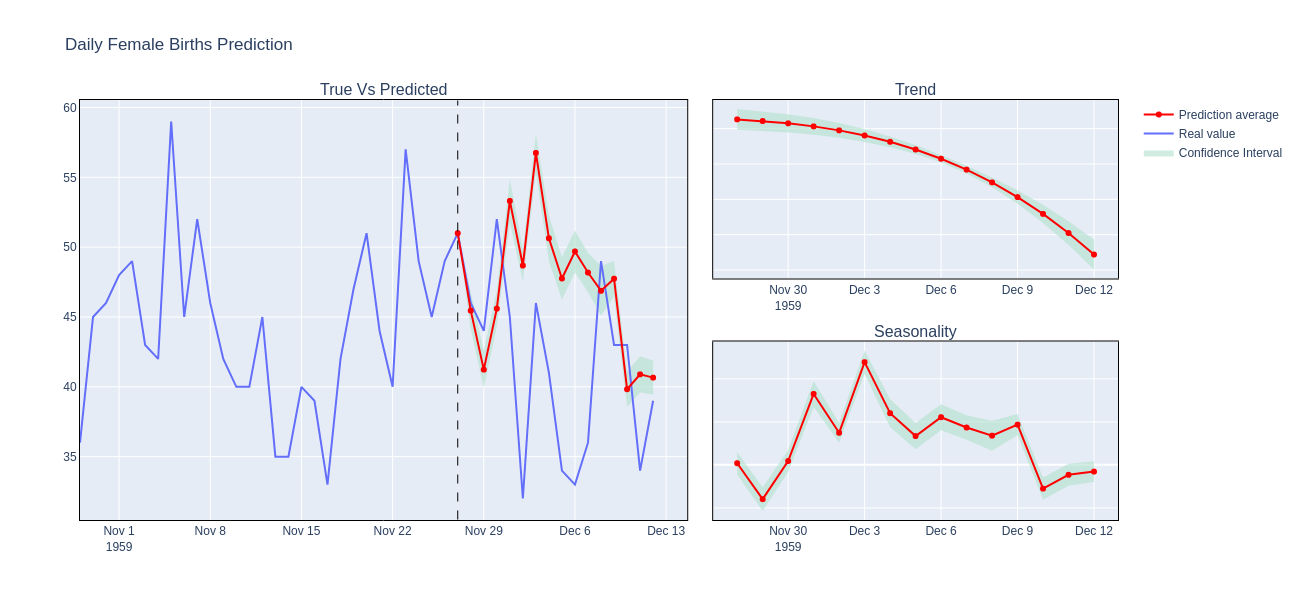 Daily Female Births Prediction
True Vs Predicted
60
55
50
45
40
35
Nov 1
1959
Nov 8
Nov 15
Nov 22
Nov 29
Dec 6
Dec 13
Trend
Nov 30
1959
Dec 3
Dec 6
Dec 9
Dec 12
Seasonality
Nov 30
1959
Dec 3
Dec 6
Dec 9
Dec 12
Prediction average
Real value
Confidence Interval